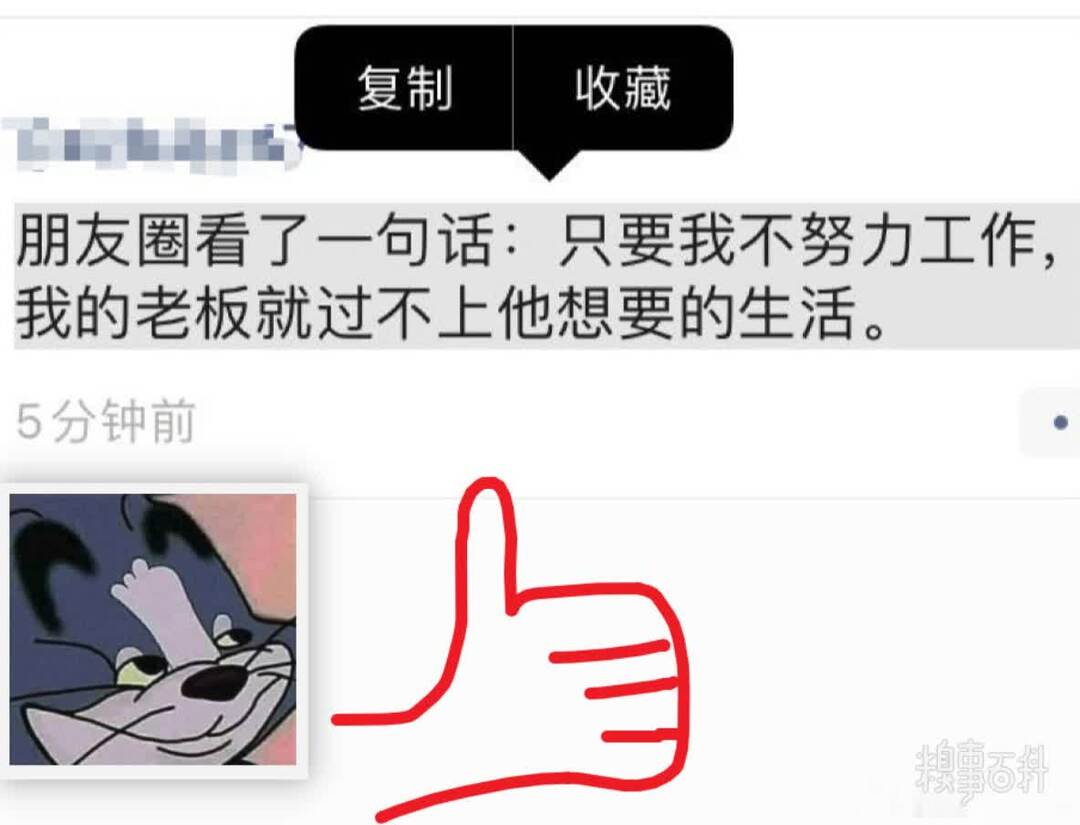 复制 收藏
朋友圈看了一句话：只要我不努力工作，
我的老板就过不上他想要的生活。
5分钟前
糗事百科